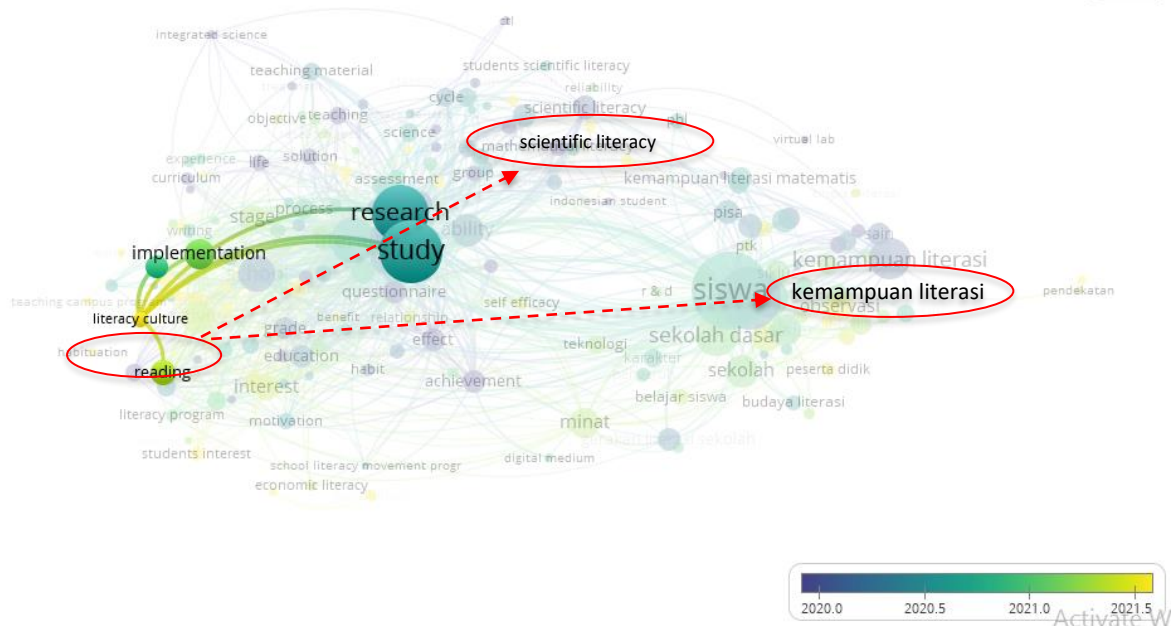 ctl
integrated science
students scientific literacy
teaching material
reliability
cycle
scientific literacy
objective
teaching
pbl
science
virtual lab
scientific literacy
experience
life
solution
curriculum
assessment
group
kemampuan literasi matematis
process
indonesian student
stage
research
pisa
writing
ability
implementation
study
ptk
sain
kemampuan literasi
questionnaire
siswa
r & d
kemampuan literasi
pendekatan
teaching campus program
self efficacy
observasi
literacy culture
benefit
relationship
grade
effect
sekolah dasar
teknologi
habituation
education
karakter
reading
habit
sekolah
peserta didik
achievement
interest
belajar siswa
budaya literasi
literacy program
motivation
minat
students interest
digital medium
school literacy movement progr
economic literacy
2020.0
2020.5
2021.0
2021.5
Activate W